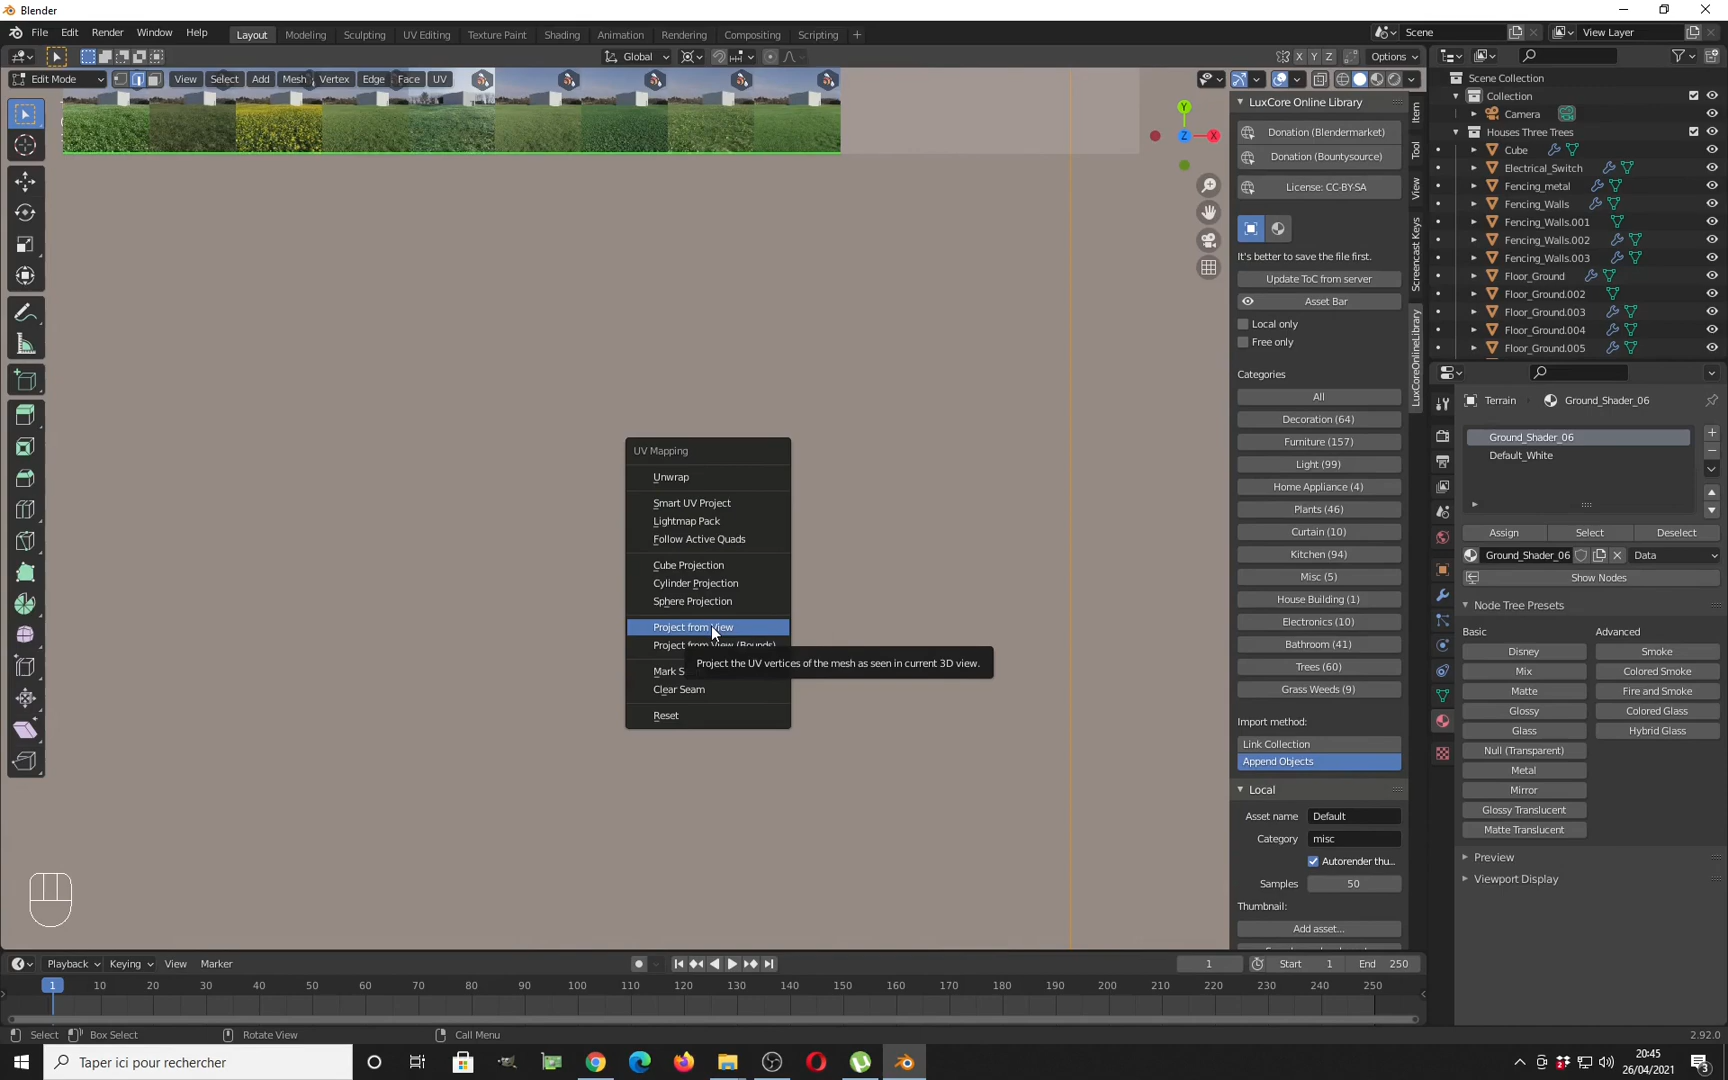 Blender
File Edit Render Window Help
Layout Modeling Sculpting UV Editing Texture Paint Shading Animation Rendering Compositing Scripting +
Scene
View Layer
Global
X Y Z
Options
Edit Mode
View Select Add Mesh Vertex Edge Face UV
Y
Z
X
LuxCore Online Library
Donation (Blendermarket)
Donation (Bountysource)
License: CC-BY-SA
It's better to save the file first.
Update ToC from server
Asset Bar
Local only
Free only
Categories
All
Decoration (64)
Furniture (157)
Light (99)
Home Appliance (4)
Plants (46)
Curtain (10)
Kitchen (94)
Misc (5)
House Building (1)
Electronics (10)
Bathroom (41)
Trees (60)
Grass Weeds (9)
Import method:
Link Collection
Append Objects
Local
Asset name Default
Category misc
Autorender thu...
Samples 50
Thumbnail:
Add asset...
Item
Tool
View
Screencast Keys
LuxCoreOnlineLibrary
Scene Collection
Collection
Camera
Houses Three Trees
Cube
Electrical_Switch
Fencing_metal
Fencing_Walls
Fencing_Walls.001
Fencing_Walls.002
Fencing_Walls.003
Floor_Ground
Floor_Ground.002
Floor_Ground.003
Floor_Ground.004
Floor_Ground.005
Terrain Ground_Shader_06
Ground_Shader_06
Default_White
Assign Select Deselect
Ground_Shader_06 Data
Show Nodes
Node Tree Presets
Basic Advanced
Disney Smoke
Mix Colored Smoke
Matte Fire and Smoke
Glossy Colored Glass
Glass Hybrid Glass
Null (Transparent)
Metal
Mirror
Glossy Translucent
Matte Translucent
Preview
Viewport Display
UV Mapping
Unwrap
Smart UV Project
Lightmap Pack
Follow Active Quads
Cube Projection
Cylinder Projection
Sphere Projection
Project from View
Project from View (Bounds)
Project the UV vertices of the mesh as seen in current 3D view.
Mark S
Clear Seam
Reset
Playback Keying View Marker
1 Start 1 End 250
1 10 20 30 40 50 60 70 80 90 100 110 120 130 140 150 160 170 180 190 200 210 220 230 240 250
Select Box Select Rotate View Call Menu 2.92.0
Taper ici pour rechercher
20:45
26/04/2021
3